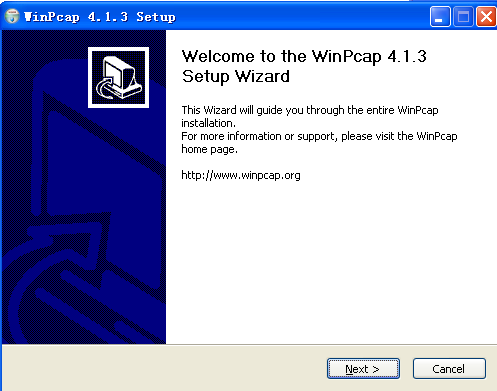 WinPcap 4.1.3 Setup
Welcome to the WinPcap 4.1.3
Setup Wizard
This Wizard will guide you through the entire WinPcap
installation.
For more information or support, please visit the WinPcap
home page.
http://www.winpcap.org
Next >
Cancel